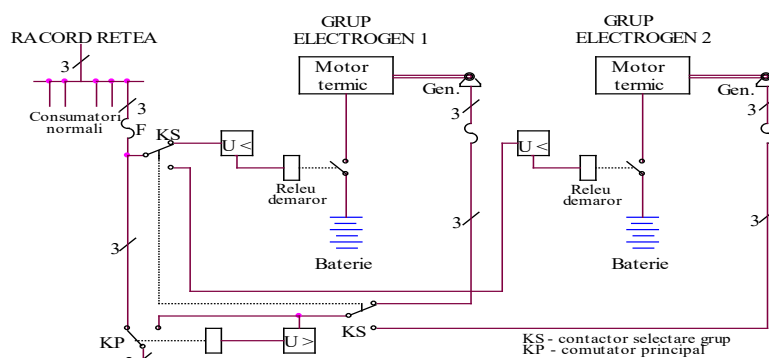 RACORD RETEA
GRUP
ELECTROGEN 1
GRUP
ELECTROGEN 2
3
Motor
termic
Gen.
Motor
termic
Gen.
3
3
3
Consumatori
normali
F
KS
U <
U <
Releu
demaror
Releu
demaror
3
3
3
Baterie
Baterie
KP
U >
KS
KS - contactor selectare grup
KP - comutator principal